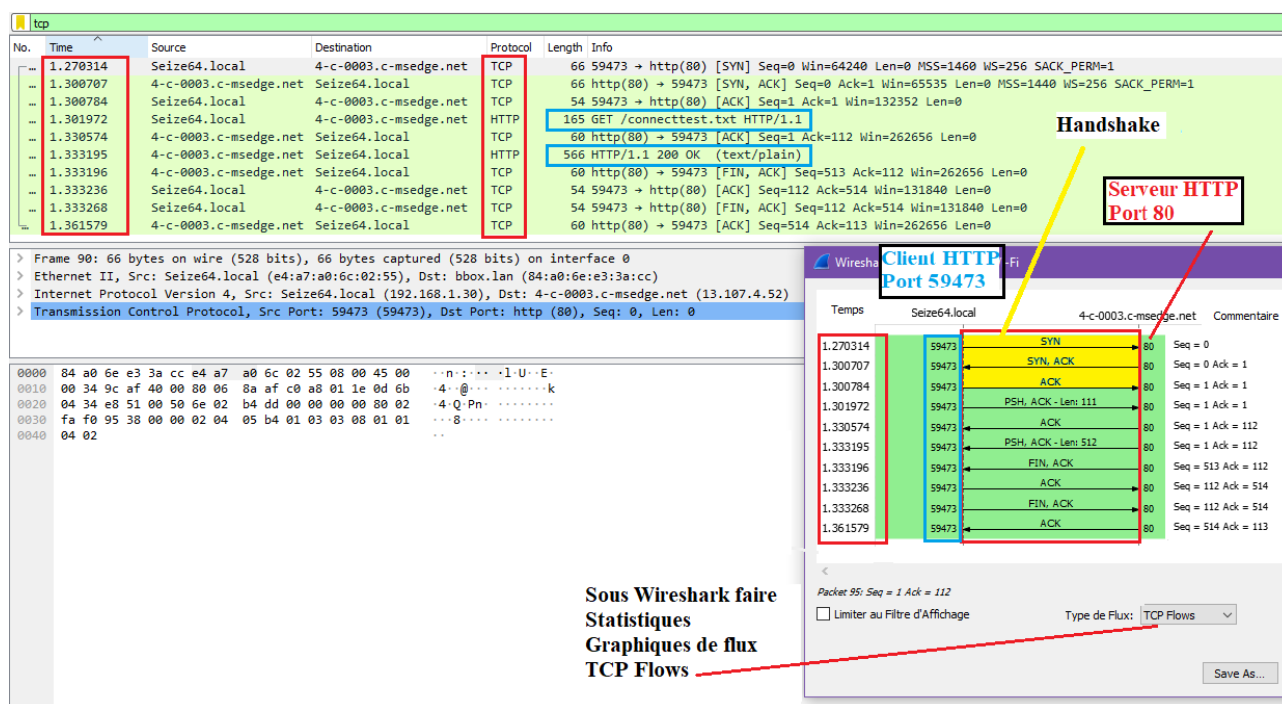 tcp
No. Time Source Destination Protocol Length Info
... 1.270314 Seize64.local 4-c-0003.c-msedge.net TCP 66 59473 → http(80) [SYN] Seq=0 Win=64240 Len=0 MSS=1460 WS=256 SACK_PERM=1
... 1.300707 4-c-0003.c-msedge.net Seize64.local TCP 66 http(80) → 59473 [SYN, ACK] Seq=0 Ack=1 Win=65535 Len=0 MSS=1440 WS=256 SACK_PERM=1
... 1.300784 Seize64.local 4-c-0003.c-msedge.net TCP 54 59473 → http(80) [ACK] Seq=1 Ack=1 Win=132352 Len=0
... 1.301972 Seize64.local 4-c-0003.c-msedge.net HTTP 165 GET /connecttest.txt HTTP/1.1
... 1.330574 4-c-0003.c-msedge.net Seize64.local TCP 60 http(80) → 59473 [ACK] Seq=1 Ack=112 Win=262656 Len=0
... 1.333195 4-c-0003.c-msedge.net Seize64.local HTTP 566 HTTP/1.1 200 OK (text/plain)
... 1.333196 4-c-0003.c-msedge.net Seize64.local TCP 60 http(80) → 59473 [FIN, ACK] Seq=513 Ack=112 Win=262656 Len=0
... 1.333236 Seize64.local 4-c-0003.c-msedge.net TCP 54 59473 → http(80) [ACK] Seq=112 Ack=514 Win=131840 Len=0
... 1.333268 Seize64.local 4-c-0003.c-msedge.net TCP 54 59473 → http(80) [FIN, ACK] Seq=112 Ack=514 Win=131840 Len=0
... 1.361579 4-c-0003.c-msedge.net Seize64.local TCP 60 http(80) → 59473 [ACK] Seq=514 Ack=113 Win=262656 Len=0
Handshake
Serveur HTTP
Port 80
> Frame 90: 66 bytes on wire (528 bits), 66 bytes captured (528 bits) on interface 0
> Ethernet II, Src: Seize64.local (e4:a7:a0:6c:02:55), Dst: bbox.lan (84:a0:6e:e3:3a:cc)
> Internet Protocol Version 4, Src: Seize64.local (192.168.1.30), Dst: 4-c-0003.c-msedge.net (13.107.4.52)
> Transmission Control Protocol, Src Port: 59473 (59473), Dst Port: http (80), Seq: 0, Len: 0
0000 84 a0 6e e3 3a cc e4 a7 a0 6c 02 55 08 00 45 00 ··n·:··· ·l·U··E·
0010 00 34 9c af 40 00 80 06 8a af c0 a8 01 1e 0d 6b ·4··@··· ·······k
0020 04 34 e8 51 00 50 6e 02 b4 dd 00 00 00 00 80 02 ·4·Q·Pn· ········
0030 fa f0 95 38 00 00 02 04 05 b4 01 03 03 08 01 01 ···8···· ········
0040 04 02 ··
Client HTTP
Port 59473
Wiresha
-Fi
Temps Seize64.local 4-c-0003.c-msedge.net Commentaire
1.270314 59473 SYN 80 Seq = 0
1.300707 59473 SYN, ACK 80 Seq = 0 Ack = 1
1.300784 59473 ACK 80 Seq = 1 Ack = 1
1.301972 59473 PSH, ACK - Len: 111 80 Seq = 1 Ack = 1
1.330574 59473 ACK 80 Seq = 1 Ack = 112
1.333195 59473 PSH, ACK - Len: 512 80 Seq = 1 Ack = 112
1.333196 59473 FIN, ACK 80 Seq = 513 Ack = 112
1.333236 59473 ACK 80 Seq = 112 Ack = 514
1.333268 59473 FIN, ACK 80 Seq = 112 Ack = 514
1.361579 59473 ACK 80 Seq = 514 Ack = 113
Packet 95: Seq = 1 Ack = 112
Limiter au Filtre d'Affichage
Type de Flux: TCP Flows
Save As...
Sous Wireshark faire
Statistiques
Graphiques de flux
TCP Flows